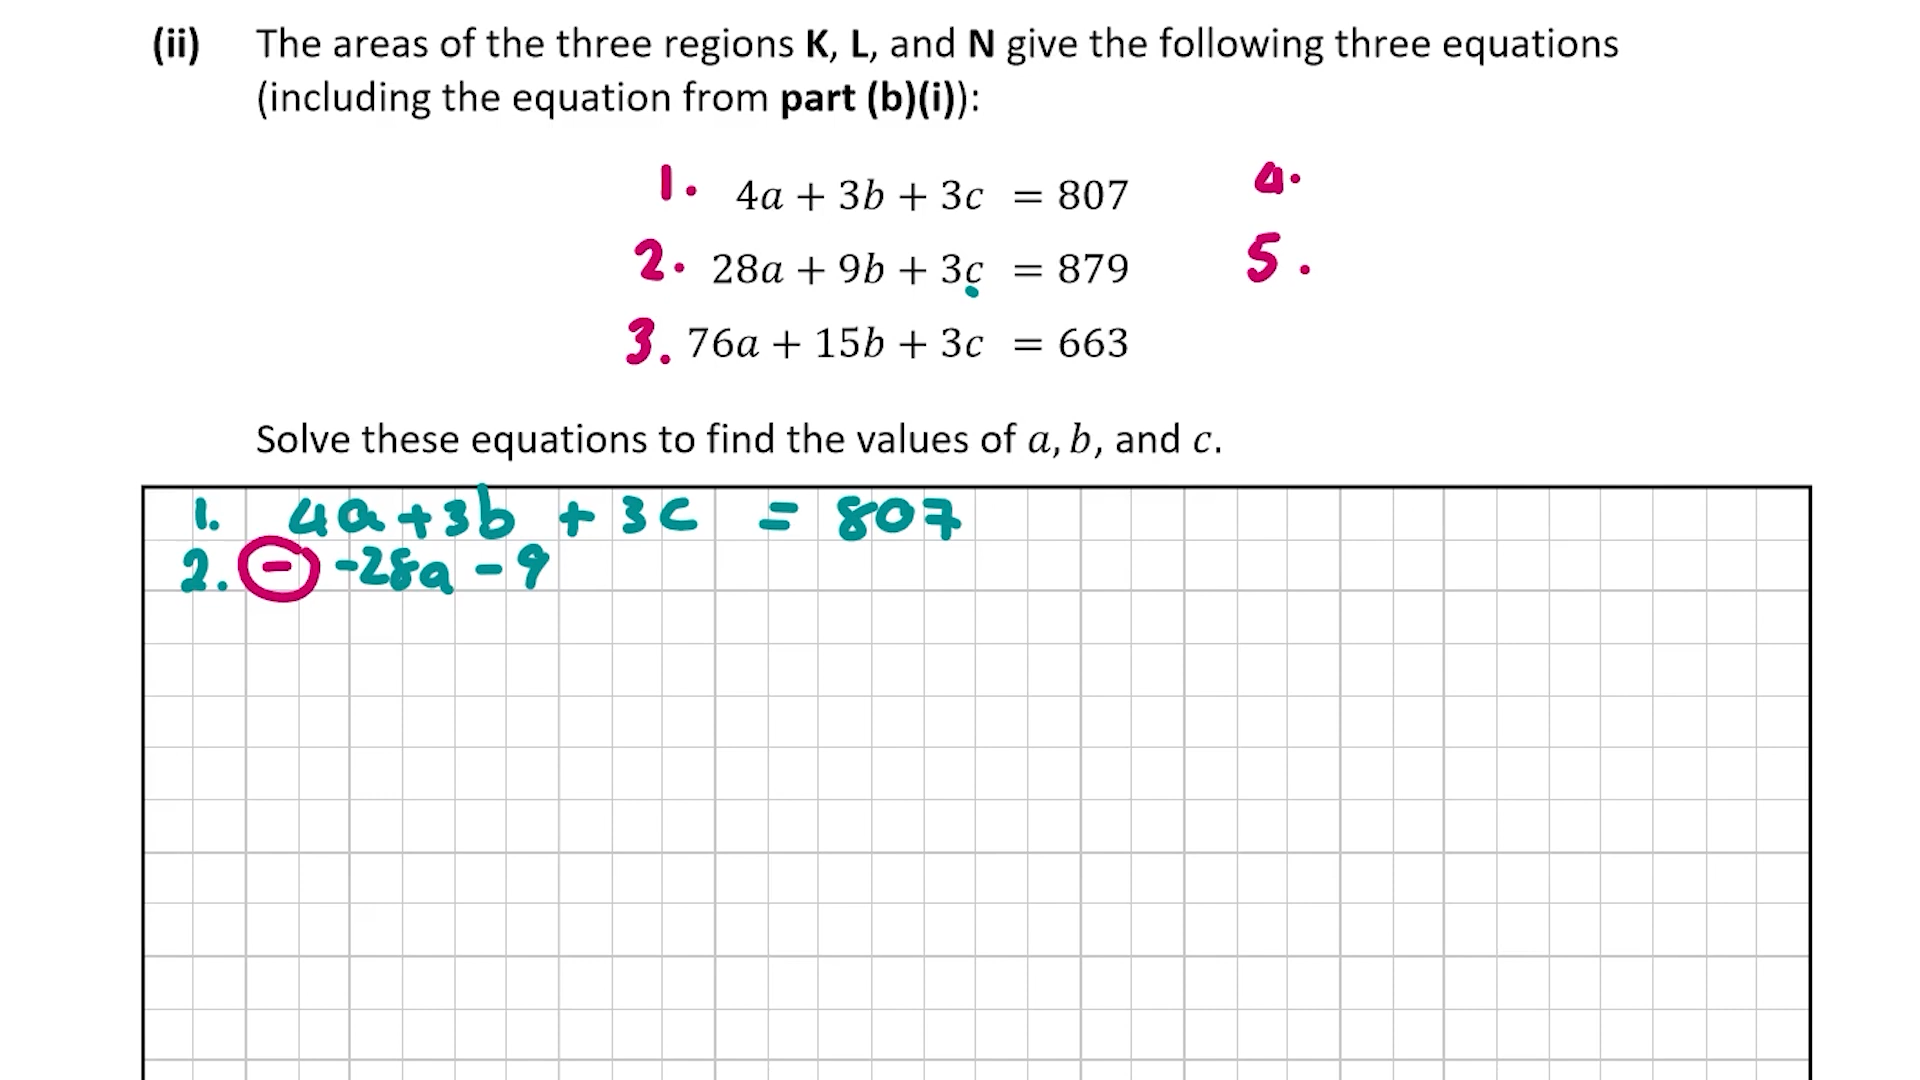 (ii) The areas of the three regions K, L, and N give the following three equations
(including the equation from part (b)(i)):
1. 4a + 3b + 3c = 807 4.
2. 28a + 9b + 3c = 879 5.
3. 76a + 15b + 3c = 663
Solve these equations to find the values of a, b, and c.
1. 4a + 3b + 3c = 807
2. - -28a - 9